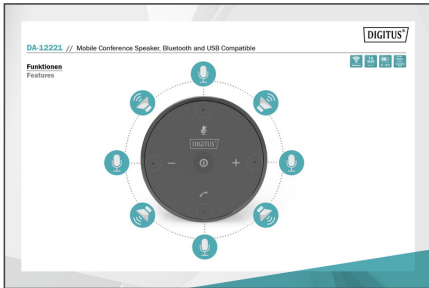 DIGITUS®
DA-12221 // Mobile Conference Speaker, Bluetooth and USB Compatible
Funktionen
Features
DIGITUS